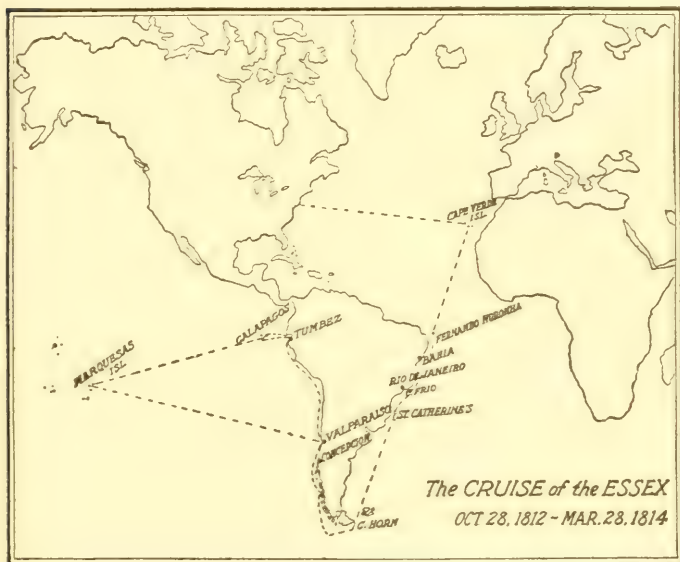 CAPE VERDE
ISL.
GALAPAGOS
TUMBEZ
FERNANDO NORONHA
BAHIA
MARQUESAS
ISL.
RIO DE JANEIRO
C. FRIO
VALPARAISO
ST. CATHERINE'S
CONCEPCION
C. HORN
The CRUISE of the ESSEX
OCT 28, 1812 ~ MAR. 28, 1814